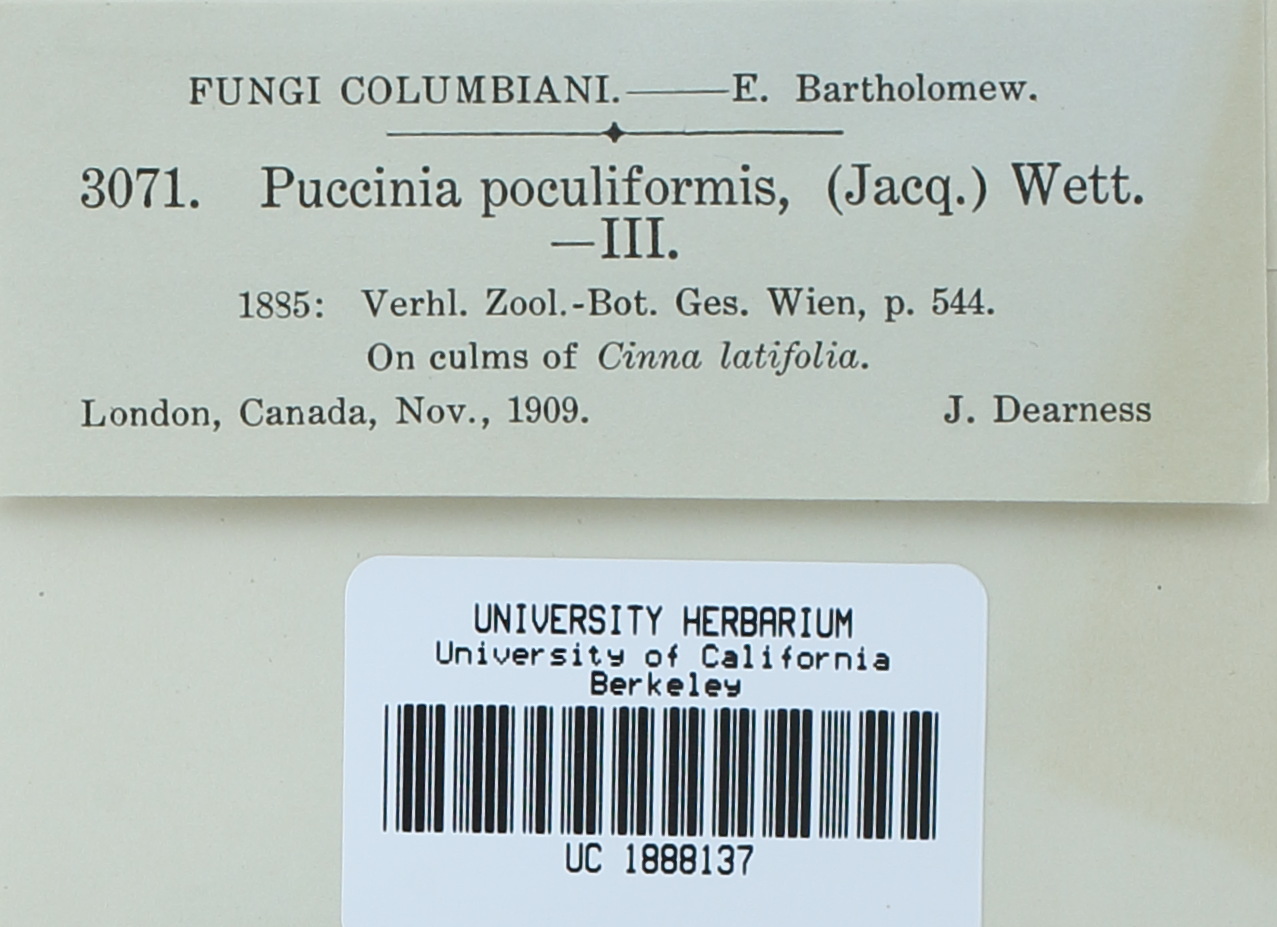 FUNGI COLUMBIANI.——E. Bartholomew.
3071. Puccinia poculiformis, (Jacq.) Wett.
—III.
1885: Verhl. Zool.-Bot. Ges. Wien, p. 544.
On culms of Cinna latifolia.
London, Canada, Nov., 1909. J. Dearness
UNIVERSITY HERBARIUM
University of California
Berkeley
UC 1888137